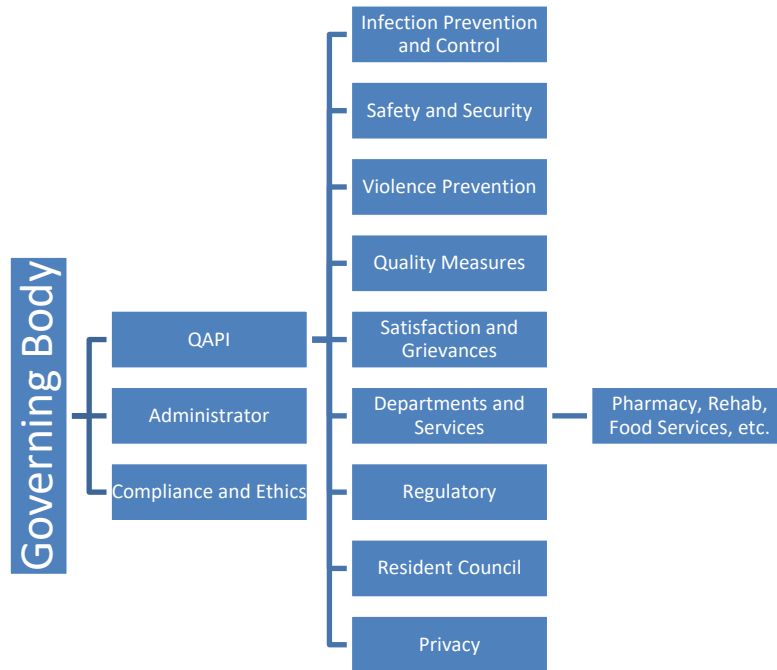 Governing Body
QAPI
Administrator
Compliance and Ethics
Infection Prevention
and Control
Safety and Security
Violence Prevention
Quality Measures
Satisfaction and
Grievances
Departments and
Services
Regulatory
Resident Council
Privacy
Pharmacy, Rehab,
Food Services, etc.